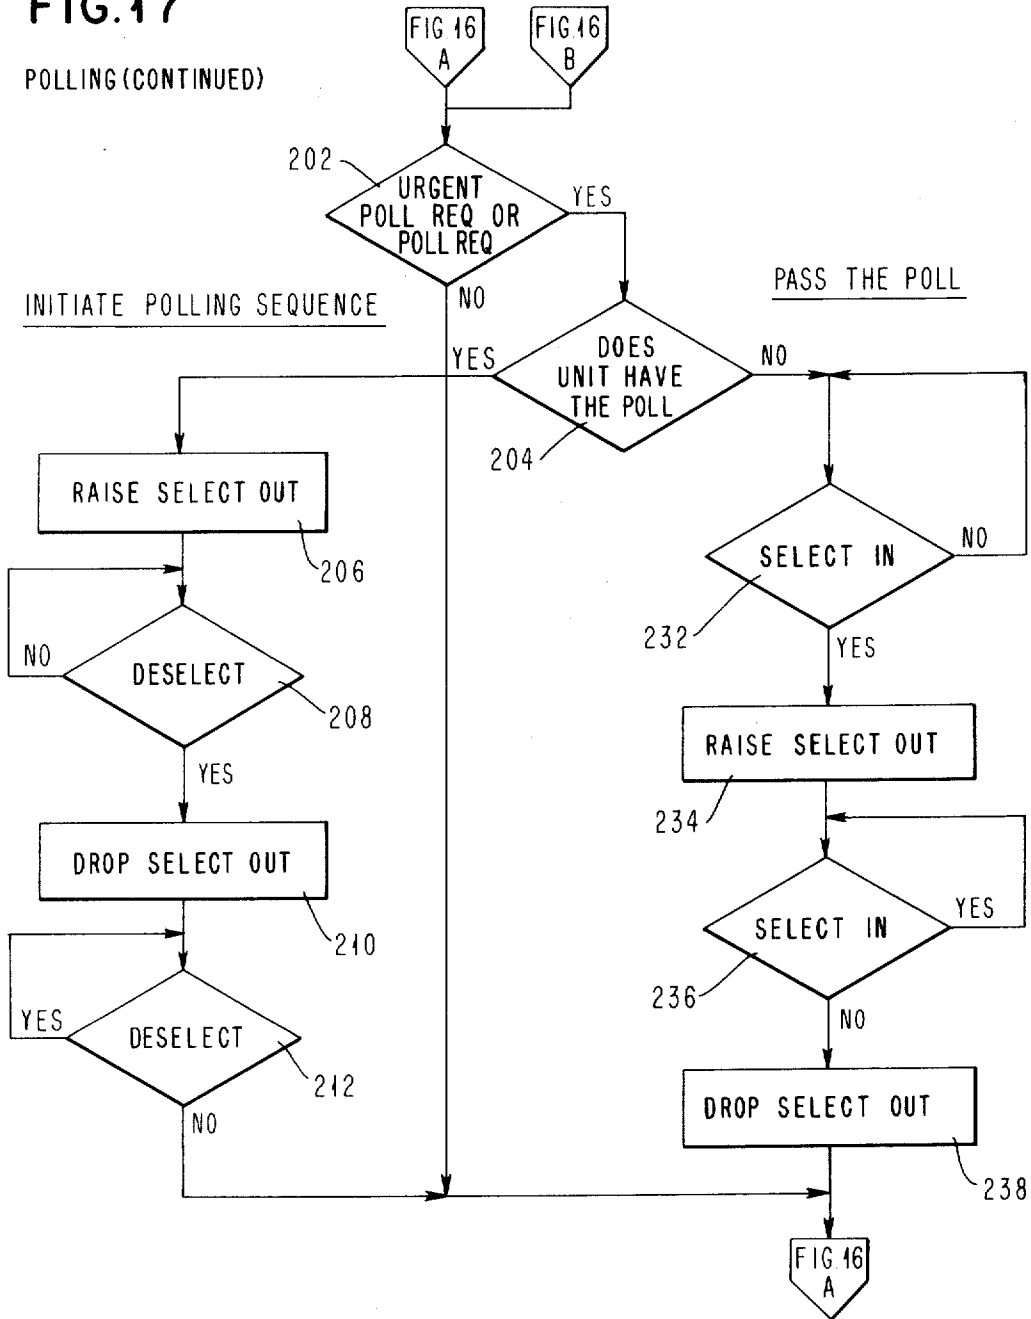 FIG.17
POLLING (CONTINUED)
FIG.16
A
FIG.16
B
202
URGENT
POLL REQ OR
POLL REQ
YES
NO
INITIATE POLLING SEQUENCE
PASS THE POLL
DOES
UNIT HAVE
THE POLL
YES
NO
204
RAISE SELECT OUT
206
DESELECT
NO
208
YES
DROP SELECT OUT
210
DESELECT
YES
212
NO
SELECT IN
NO
232
YES
RAISE SELECT OUT
234
SELECT IN
YES
236
NO
DROP SELECT OUT
238
FIG.16
A